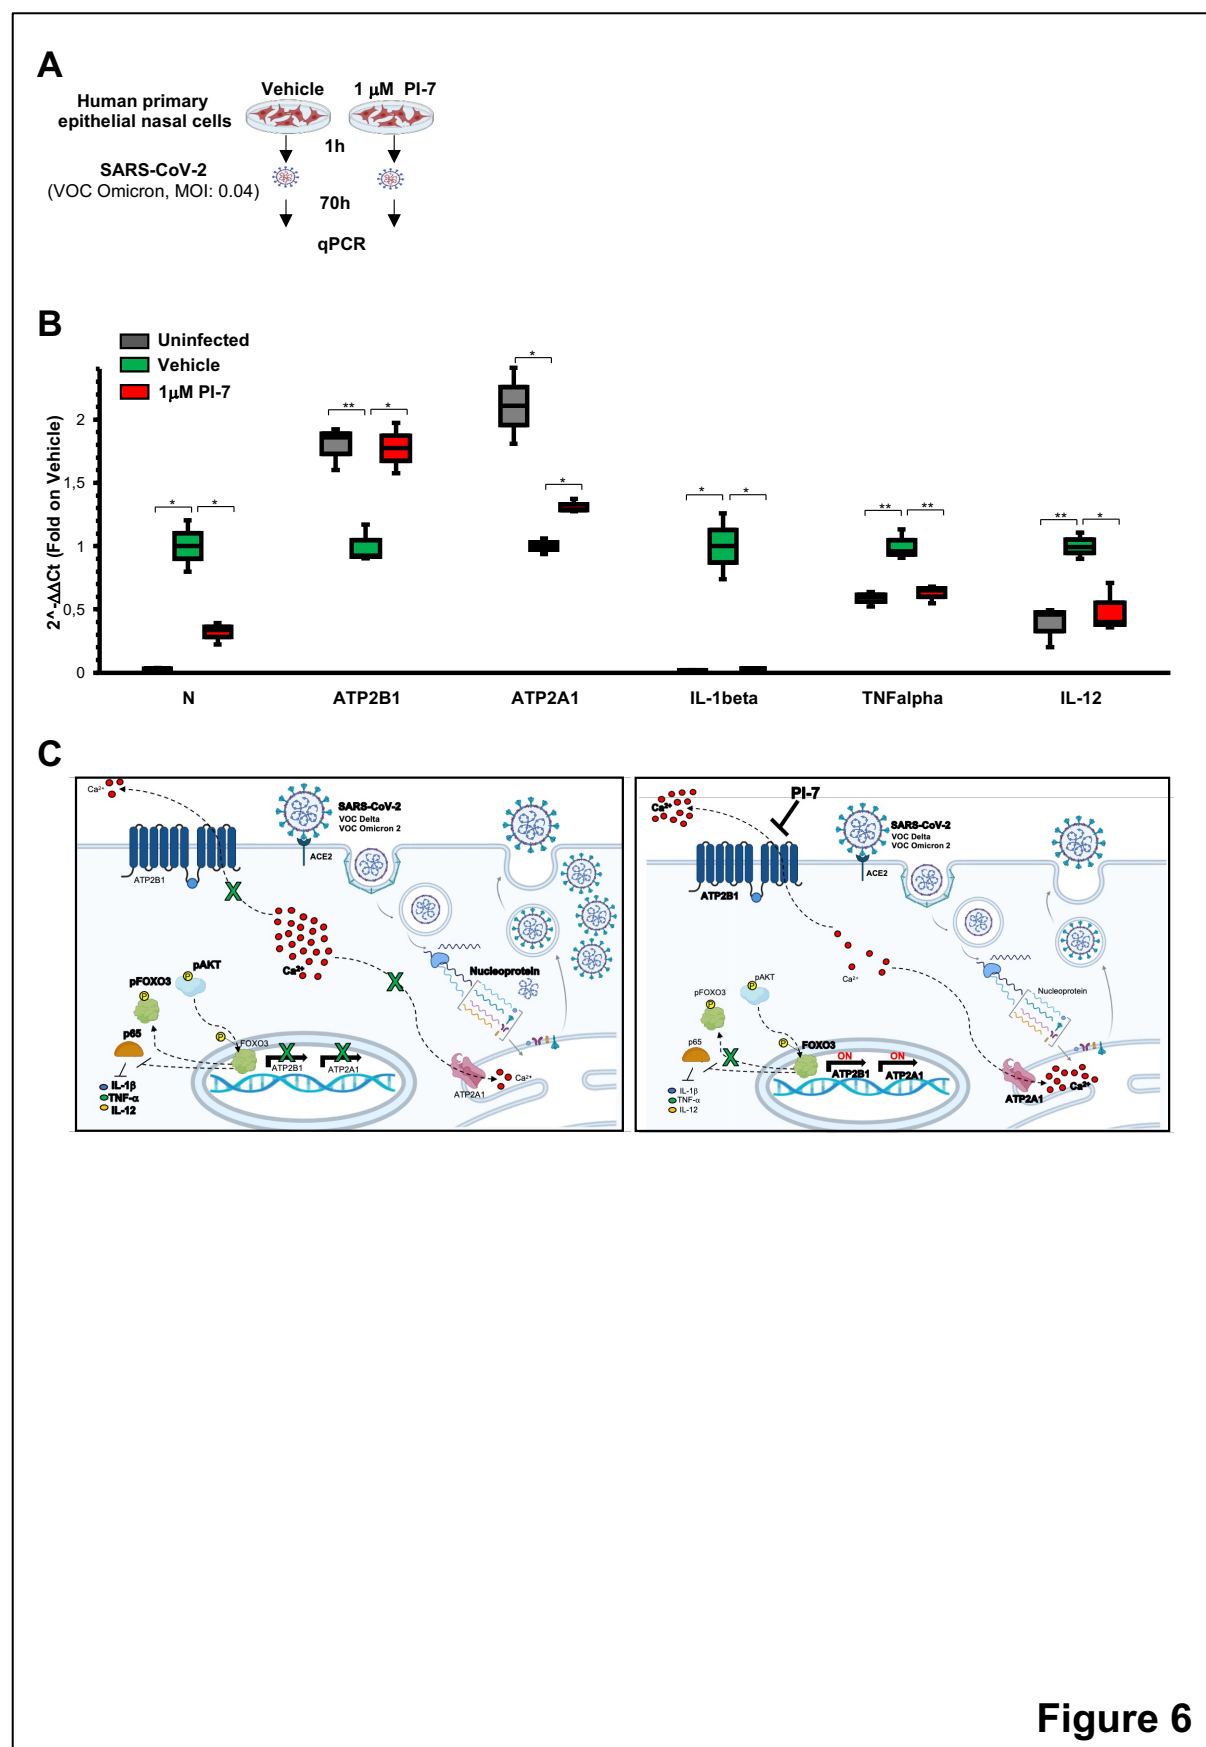 A
Vehicle 1 μM PI-7
Human primary
epithelial nasal cells
1h
SARS-CoV-2
(VOC Omicron, MOI: 0.04)
70h
qPCR
B
Uninfected
Vehicle
1μM PI-7
2^-ΔΔCt (Fold on Vehicle)
2
1,5
1
0,5
0
* *
** *
*
*
* *
** **
** *
N ATP2B1 ATP2A1 IL-1beta TNFalpha IL-12
C
Ca²⁺
SARS-CoV-2
VOC Delta
VOC Omicron 2
ACE2
ATP2B1
X
Ca²⁺
X
Nucleoprotein
pAKT
P
pFOXO3
P
p65
P
FOXO3
X X
ATP2B1 ATP2A1
IL-1β
TNF-α
IL-12
Ca²⁺
ATP2A1
PI-7
Ca²⁺
SARS-CoV-2
VOC Delta
VOC Omicron 2
ACE2
ATP2B1
Ca²⁺
Nucleoprotein
pAKT
P
pFOXO3
P
p65
X
P
FOXO3
ON ON
ATP2B1 ATP2A1
IL-1β
TNF-α
IL-12
Ca²⁺
ATP2A1
Figure 6